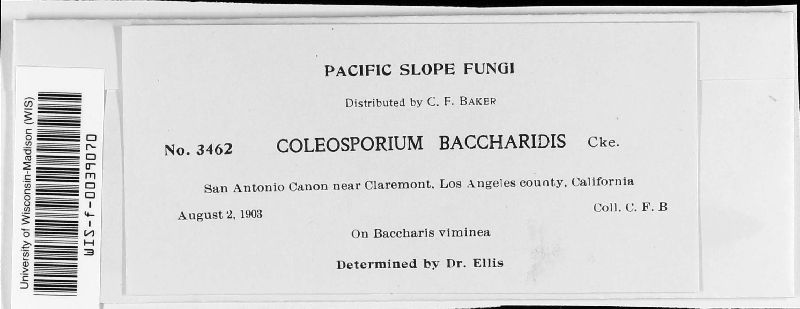 PACIFIC SLOPE FUNGI
Distributed by C. F. BAKER
No. 3462 COLEOSPORIUM BACCHARIDIS Cke.
San Antonio Canon near Claremont, Los Angeles county, California
August 2, 1903 Coll. C. F. B
On Baccharis viminea
Determined by Dr. Ellis
University of Wisconsin-Madison (WIS)
WIS-f-0039070